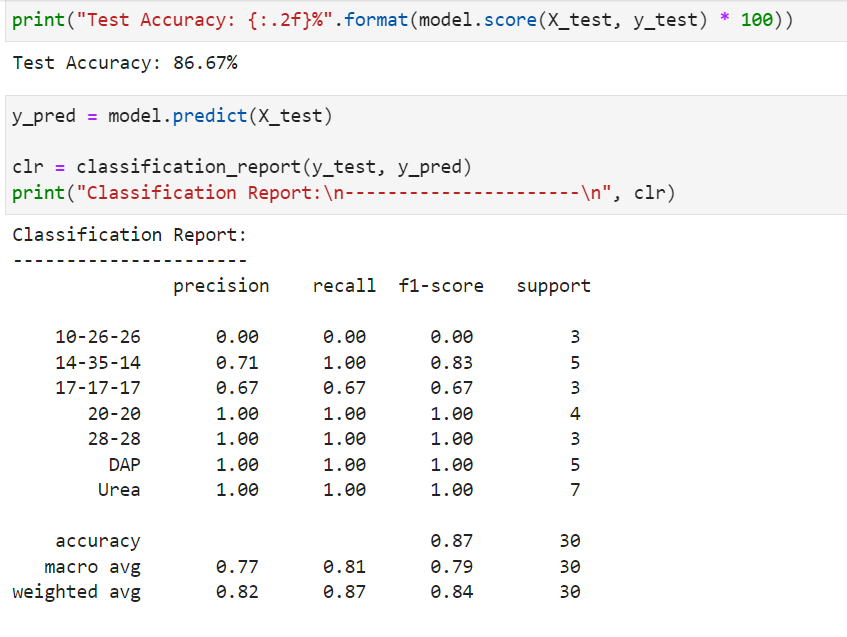 print("Test Accuracy: {:.2f}%".format(model.score(X_test, y_test) * 100))
Test Accuracy: 86.67%
y_pred = model.predict(X_test)
clr = classification_report(y_test, y_pred)
print("Classification Report:\n----------------------\n", clr)
Classification Report:
----------------------
precision recall f1-score support
10-26-26 0.00 0.00 0.00 3
14-35-14 0.71 1.00 0.83 5
17-17-17 0.67 0.67 0.67 3
20-20 1.00 1.00 1.00 4
28-28 1.00 1.00 1.00 3
DAP 1.00 1.00 1.00 5
Urea 1.00 1.00 1.00 7
accuracy 0.87 30
macro avg 0.77 0.81 0.79 30
weighted avg 0.82 0.87 0.84 30